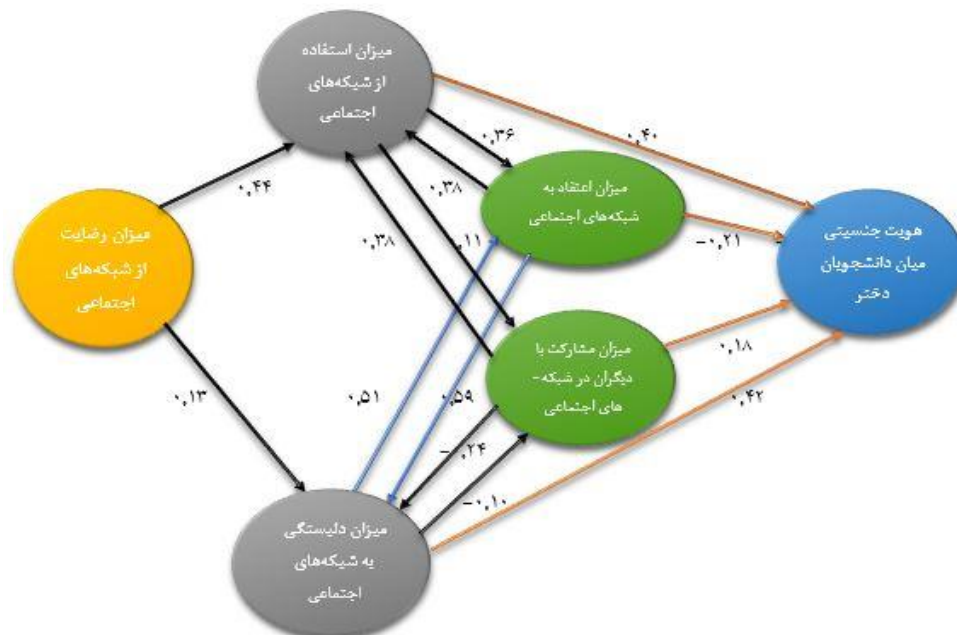 میزان استفاده
از شبکه‌های
اجتماعی
۰٫۴۰
۰٫۳۶
۰٫۳۸
۰٫۴۴
میزان اعتقاد به
شبکه‌های اجتماعی
هویت جنسیتی
میان دانشجویان
دختر
میزان رضایت
از شبکه‌های
اجتماعی
۰٫۳۸
۰٫۱۱
-۰٫۲۱
میزان مشارکت با
دیگران در شبکه-
های اجتماعی
۰٫۱۸
۰٫۱۳
۰٫۵۱
۰٫۵۹
۰٫۴۲
-۰٫۲۴
-۰٫۱۰
میزان دلبستگی
به شبکه‌های
اجتماعی